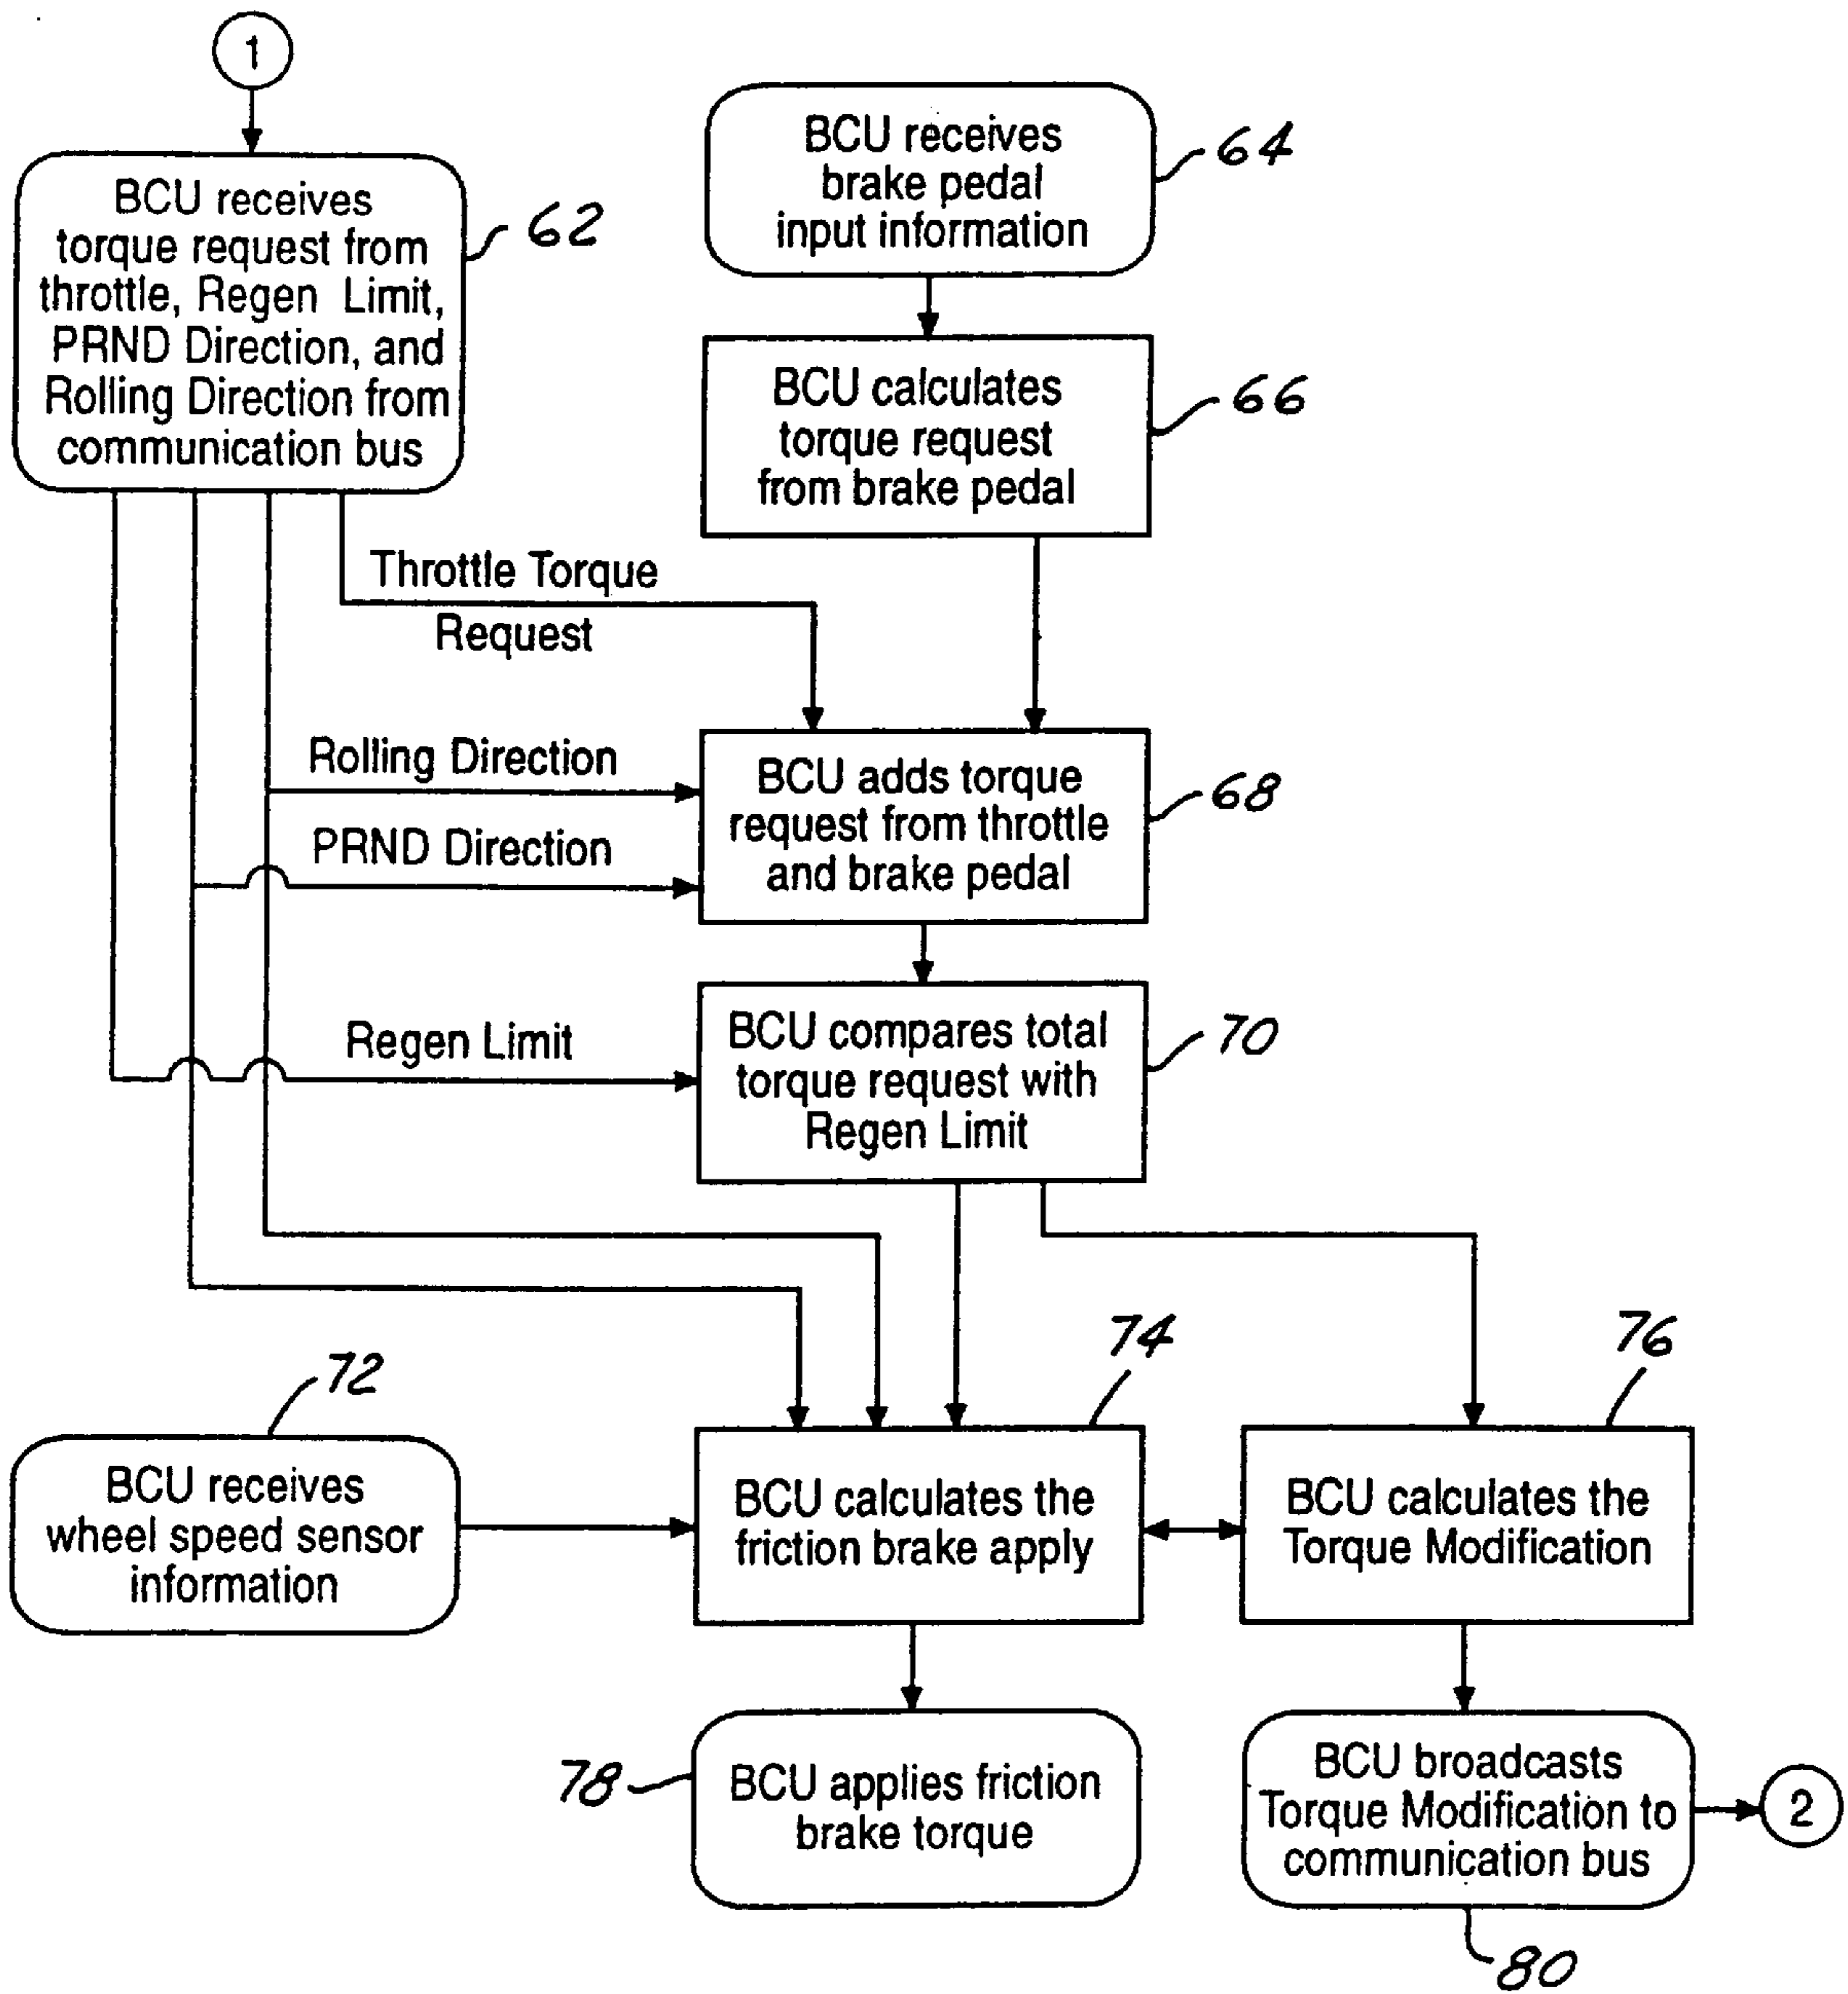 1
BCU receives
torque request from
throttle, Regen Limit,
PRND Direction, and
Rolling Direction from
communication bus
62
BCU receives
brake pedal
input information
64
BCU calculates
torque request
from brake pedal
66
Throttle Torque
Request
Rolling Direction
PRND Direction
BCU adds torque
request from throttle
and brake pedal
68
Regen Limit
BCU compares total
torque request with
Regen Limit
70
72
BCU receives
wheel speed sensor
information
74
BCU calculates the
friction brake apply
76
BCU calculates the
Torque Modification
78
BCU applies friction
brake torque
BCU broadcasts
Torque Modification to
communication bus
2
80